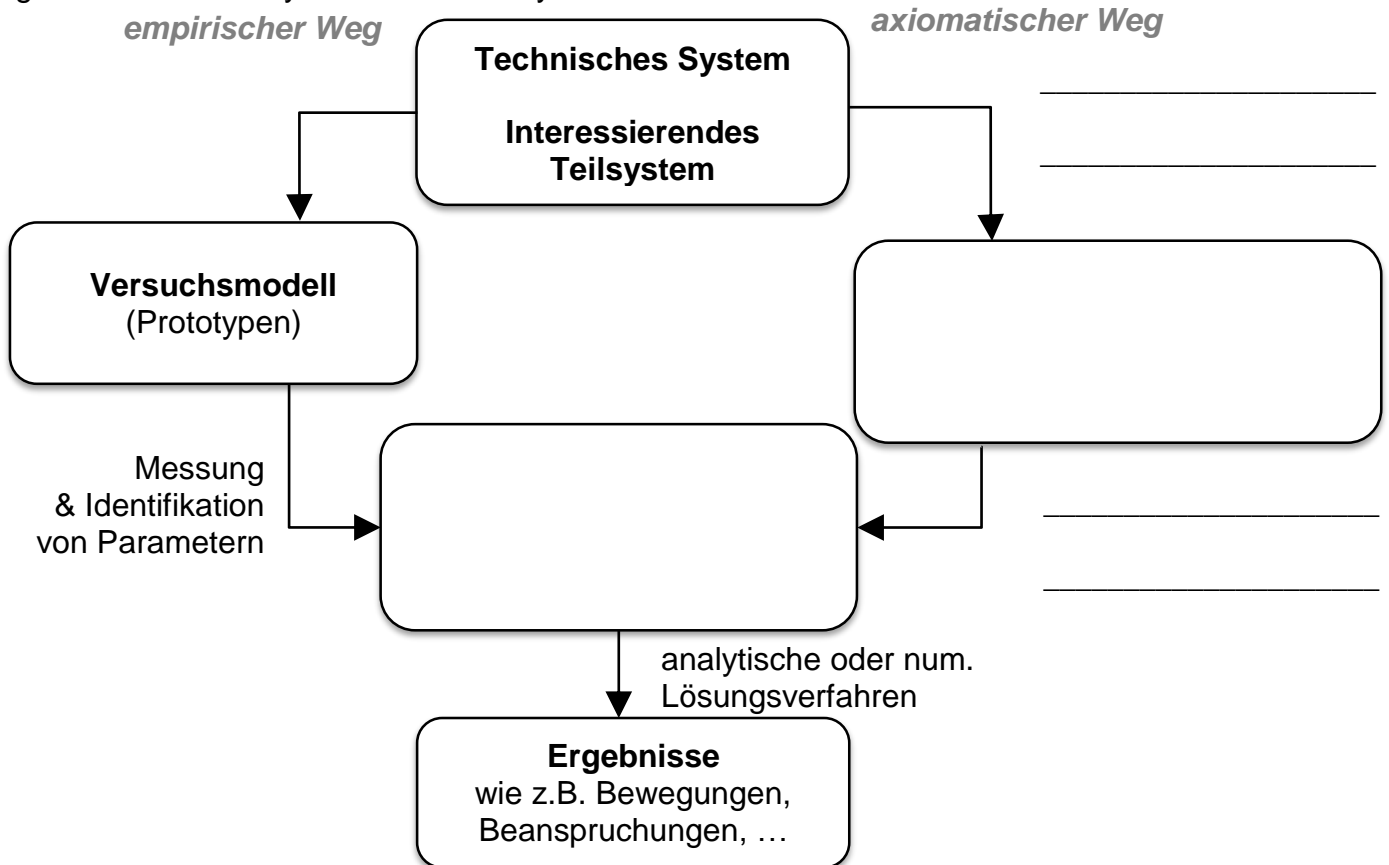 empirischer Weg
axiomatischer Weg
Technisches System
Interessierendes
Teilsystem
Versuchsmodell
(Prototypen)
Messung
& Identifikation
von Parametern
analytische oder num.
Lösungsverfahren
Ergebnisse
wie z.B. Bewegungen,
Beanspruchungen, …